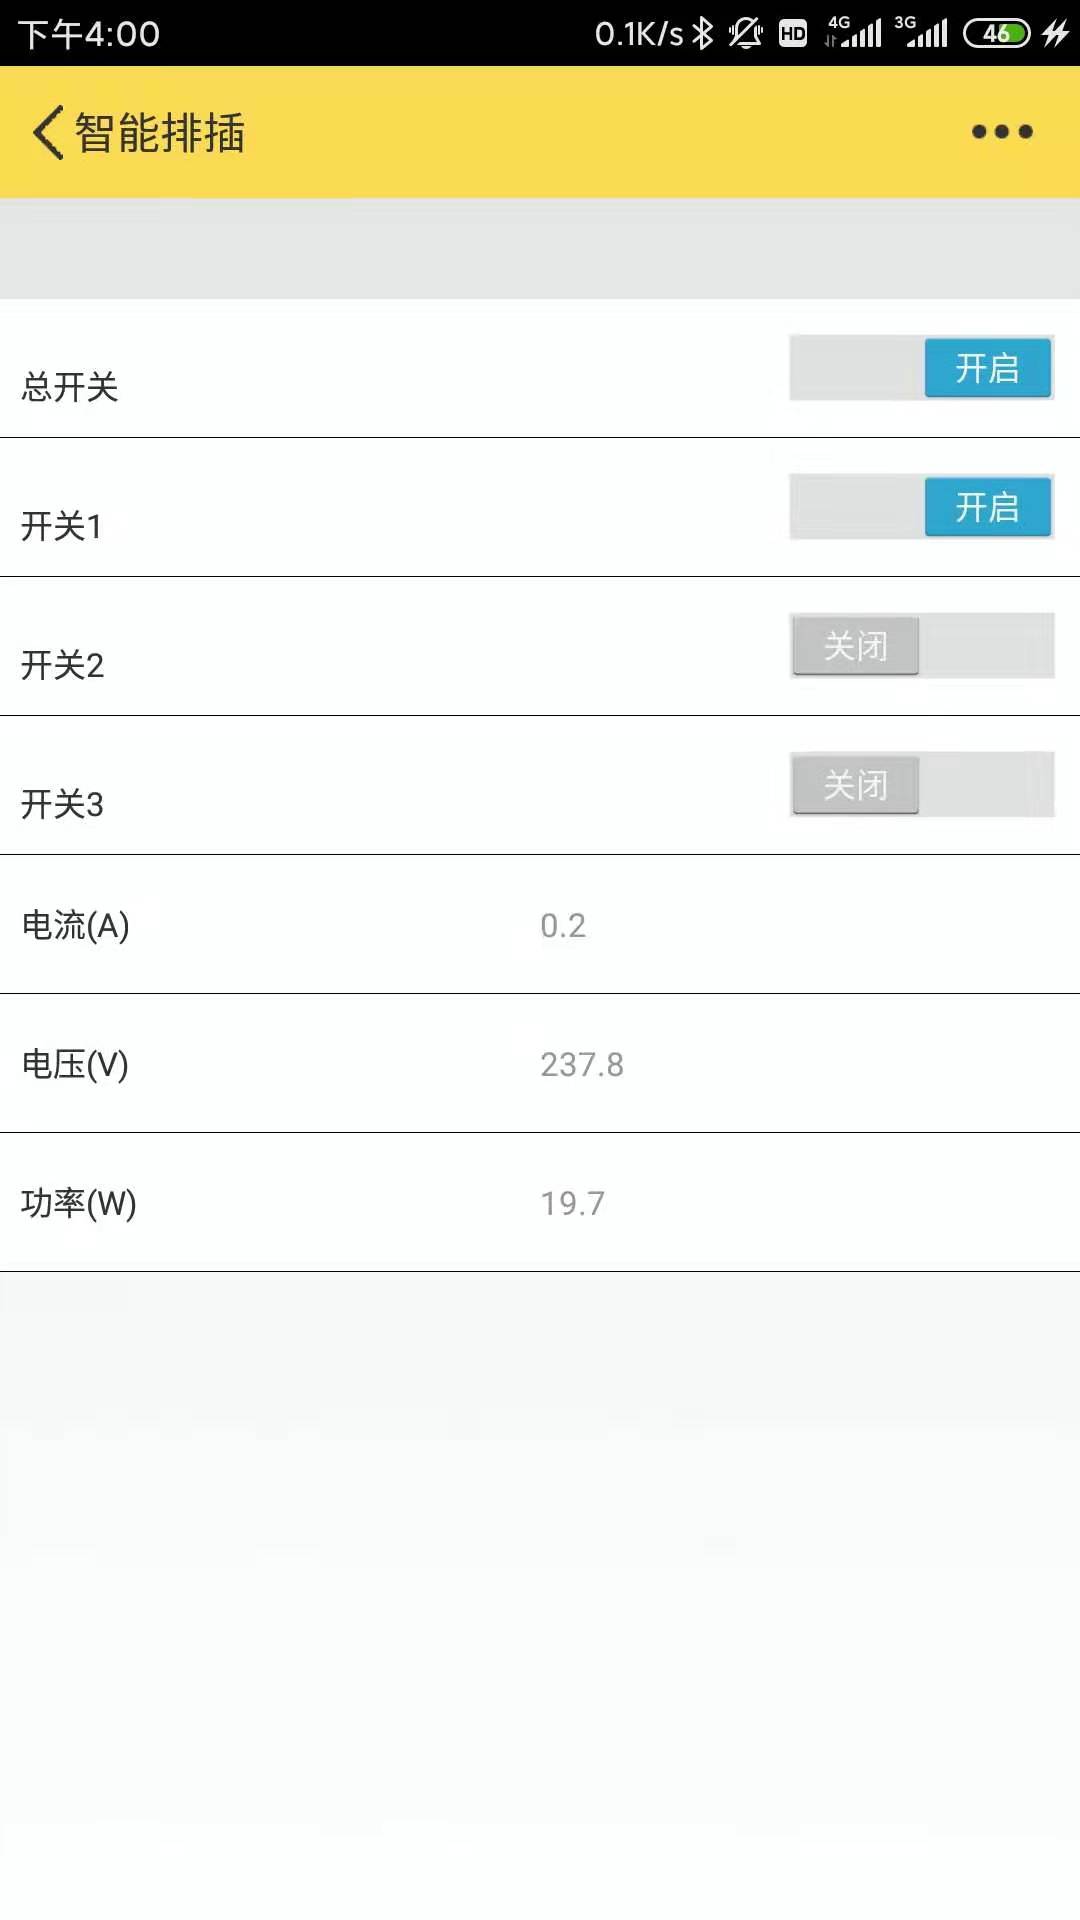 下午4:00 0.1K/s HD 4G 3G 46
智能排插
总开关 开启
开关1 开启
开关2 关闭
开关3 关闭
电流(A) 0.2
电压(V) 237.8
功率(W) 19.7